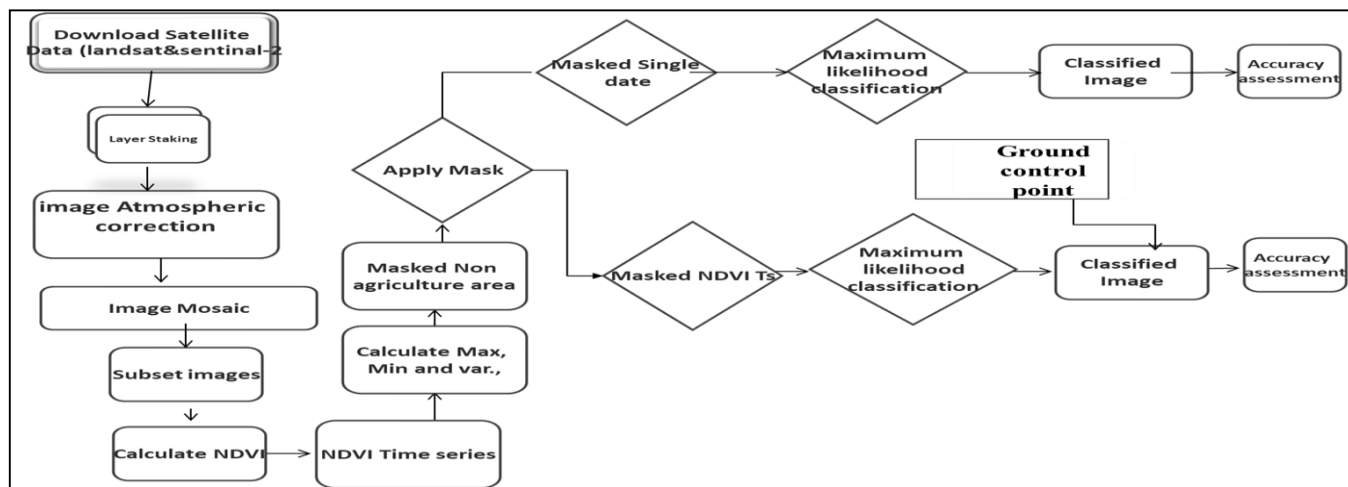 Download Satellite
Data (landsat&sentinal-2
Layer Staking
image Atmospheric
correction
Image Mosaic
Subset images
Calculate NDVI
NDVI Time series
Calculate Max,
Min and var.,
Masked Non
agriculture area
Apply Mask
Masked Single
date
Maximum
likelihood
classification
Classified
Image
Accuracy
assessment
Masked NDVI Ts
Maximum
likelihood
classification
Ground
control
point
Classified
Image
Accuracy
assessment